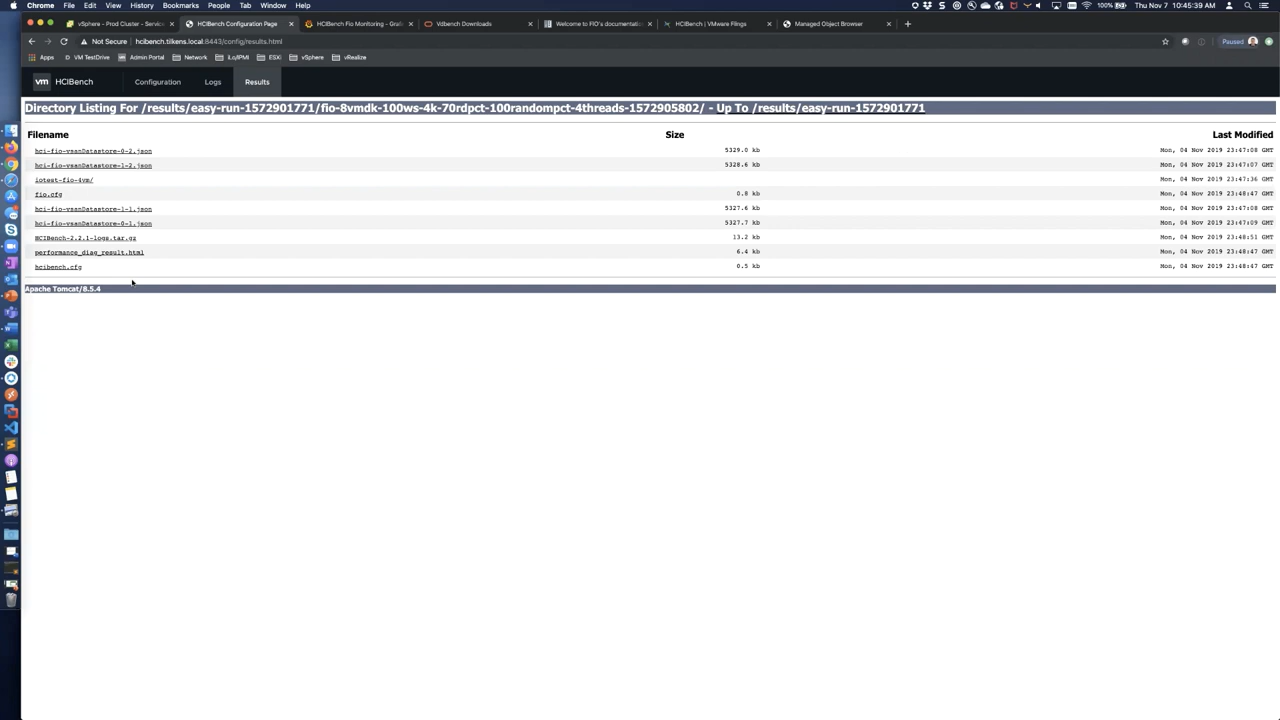 Chrome File Edit View History Bookmarks People Tab Window Help
100% Thu Nov 7 10:45:39 AM
vSphere - Prod Cluster - Servic
HCIBench Configuration Page
HCIBench Fio Monitoring - Grafa
Vdbench Downloads
Welcome to FIO's documentatio
HCIBench | VMware Flings
Managed Object Browser
Not Secure | hcibench.tilkens.local:8443/config/results.html
Paused
Apps VM TestDrive Admin Portal Network iLo/IPMI ESXi vSphere vRealize
vm HCIBench Configuration Logs Results
Directory Listing For /results/easy-run-1572901771/fio-8vmdk-100ws-4k-70rdpct-100randompct-4threads-1572905802/ - Up To /results/easy-run-1572901771
Filename Size Last Modified
hci-fio-vsanDatastore-0-2.json 5329.0 kb Mon, 04 Nov 2019 23:47:08 GMT
hci-fio-vsanDatastore-1-2.json 5328.6 kb Mon, 04 Nov 2019 23:47:07 GMT
iotest-fio-4vm/ Mon, 04 Nov 2019 23:47:36 GMT
fio.cfg 0.8 kb Mon, 04 Nov 2019 23:48:47 GMT
hci-fio-vsanDatastore-1-1.json 5327.6 kb Mon, 04 Nov 2019 23:47:08 GMT
hci-fio-vsanDatastore-0-1.json 5327.7 kb Mon, 04 Nov 2019 23:47:09 GMT
HCIBench-2.2.1-logs.tar.gz 13.2 kb Mon, 04 Nov 2019 23:48:51 GMT
performance_diag_result.html 6.4 kb Mon, 04 Nov 2019 23:48:47 GMT
hcibench.cfg 0.5 kb Mon, 04 Nov 2019 23:48:47 GMT
Apache Tomcat/8.5.4